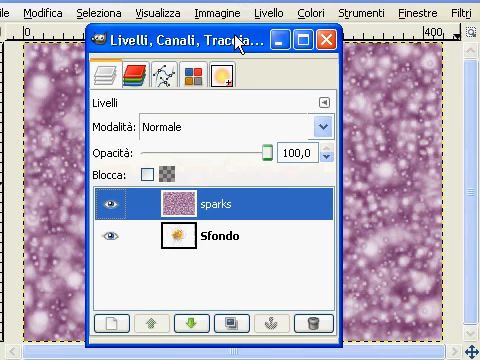 Modifica Seleziona Visualizza Immagine Livello Colori Strumenti Finestre Filtri
0 400
Livelli, Canali, Traccia...
Livelli
Modalità: Normale
Opacità: 100,0
Blocca:
sparks
Sfondo